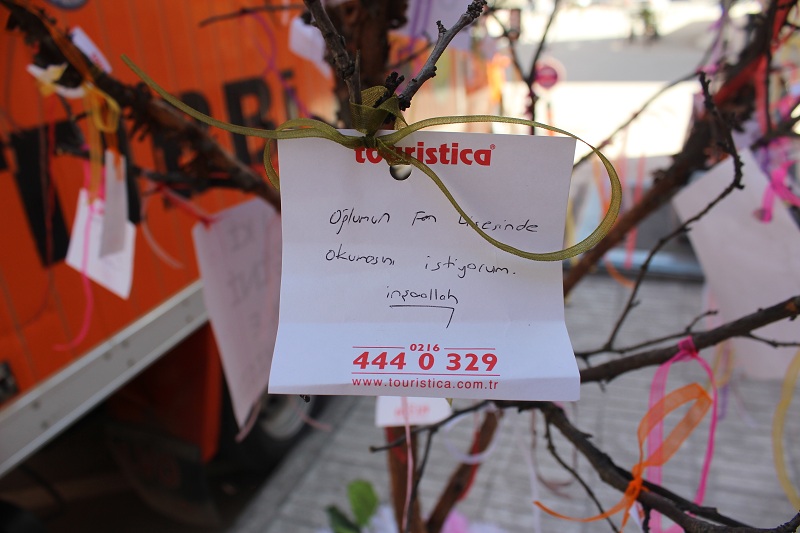 touristica®
Oğlumun Fen Lisesinde
okumasını istiyorum.
inşaallah
0216
444 0 329
www.touristica.com.tr